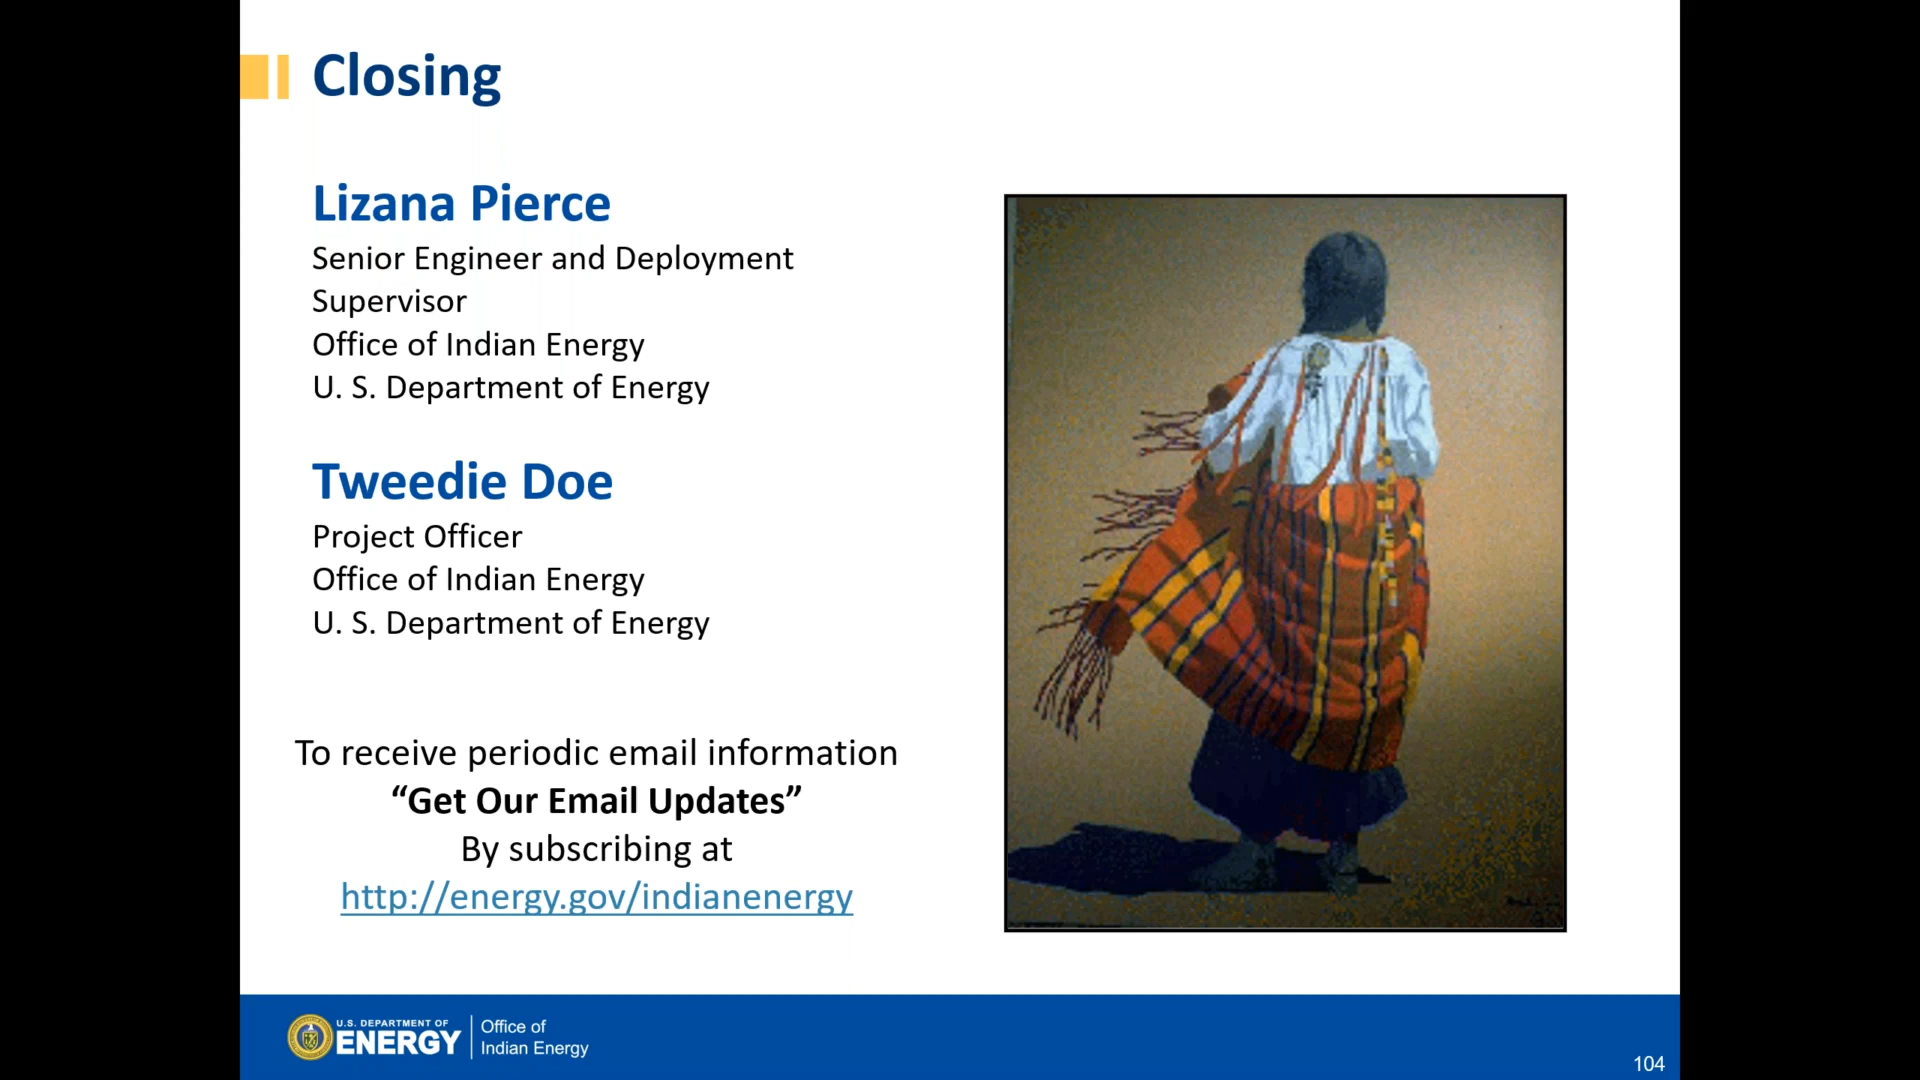 Closing
Lizana Pierce
Senior Engineer and Deployment
Supervisor
Office of Indian Energy
U. S. Department of Energy
Tweedie Doe
Project Officer
Office of Indian Energy
U. S. Department of Energy
To receive periodic email information
“Get Our Email Updates”
By subscribing at
http://energy.gov/indianenergy
U.S. DEPARTMENT OF
ENERGY
Office of
Indian Energy
104